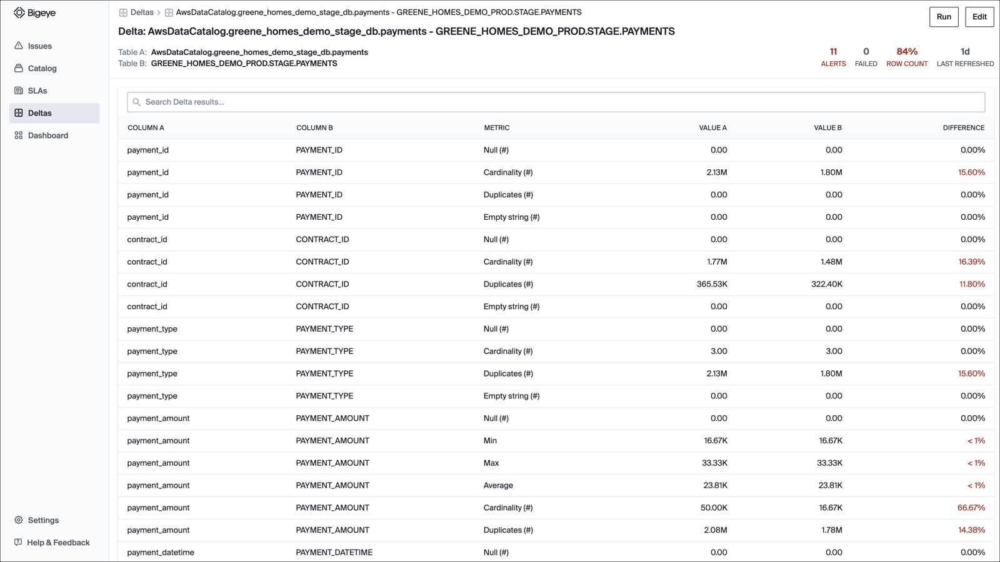 Bigeye
Issues
Catalog
SLAs
Deltas
Dashboard
Settings
Help & Feedback
Deltas > AwsDataCatalog.greene_homes_demo_stage_db.payments - GREENE_HOMES_DEMO_PROD.STAGE.PAYMENTS
Run Edit
Delta: AwsDataCatalog.greene_homes_demo_stage_db.payments - GREENE_HOMES_DEMO_PROD.STAGE.PAYMENTS
Table A: AwsDataCatalog.greene_homes_demo_stage_db.payments
Table B: GREENE_HOMES_DEMO_PROD.STAGE.PAYMENTS
11 0 84% 1d
ALERTS FAILED ROW COUNT LAST REFRESHED
Search Delta results...
COLUMN A COLUMN B METRIC VALUE A VALUE B DIFFERENCE
payment_id PAYMENT_ID Null (#) 0.00 0.00 0.00%
payment_id PAYMENT_ID Cardinality (#) 2.13M 1.80M 15.60%
payment_id PAYMENT_ID Duplicates (#) 0.00 0.00 0.00%
payment_id PAYMENT_ID Empty string (#) 0.00 0.00 0.00%
contract_id CONTRACT_ID Null (#) 0.00 0.00 0.00%
contract_id CONTRACT_ID Cardinality (#) 1.77M 1.48M 16.39%
contract_id CONTRACT_ID Duplicates (#) 365.53K 322.40K 11.80%
contract_id CONTRACT_ID Empty string (#) 0.00 0.00 0.00%
payment_type PAYMENT_TYPE Null (#) 0.00 0.00 0.00%
payment_type PAYMENT_TYPE Cardinality (#) 3.00 3.00 0.00%
payment_type PAYMENT_TYPE Duplicates (#) 2.13M 1.80M 15.60%
payment_type PAYMENT_TYPE Empty string (#) 0.00 0.00 0.00%
payment_amount PAYMENT_AMOUNT Null (#) 0.00 0.00 0.00%
payment_amount PAYMENT_AMOUNT Min 16.67K 16.67K < 1%
payment_amount PAYMENT_AMOUNT Max 33.33K 33.33K < 1%
payment_amount PAYMENT_AMOUNT Average 23.81K 23.81K < 1%
payment_amount PAYMENT_AMOUNT Cardinality (#) 50.00K 16.67K 66.67%
payment_amount PAYMENT_AMOUNT Duplicates (#) 2.08M 1.78M 14.38%
payment_datetime PAYMENT_DATETIME Null (#) 0.00 0.00 0.00%